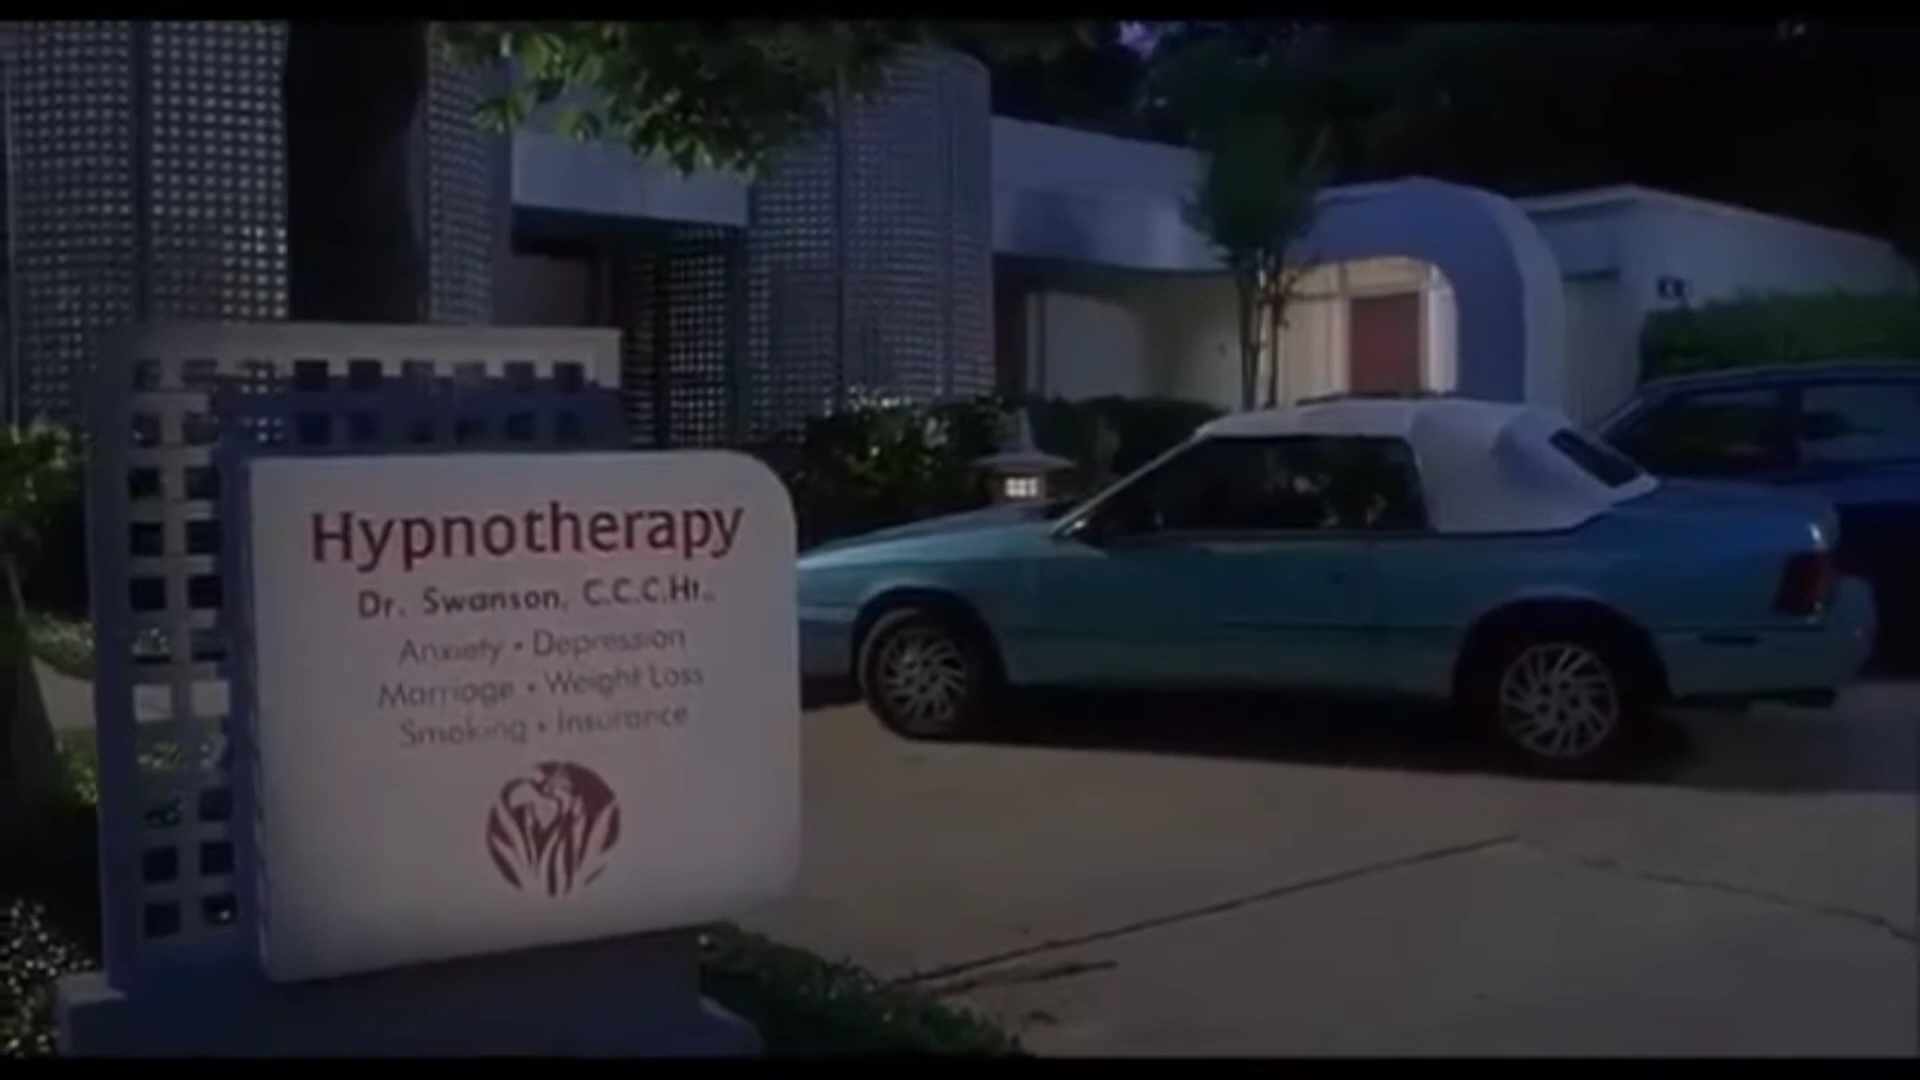 Hypnotherapy
Dr. Swanson, C.C.C.Ht..
Anxiety • Depression
Marriage • Weight Loss
Smoking • Insurance